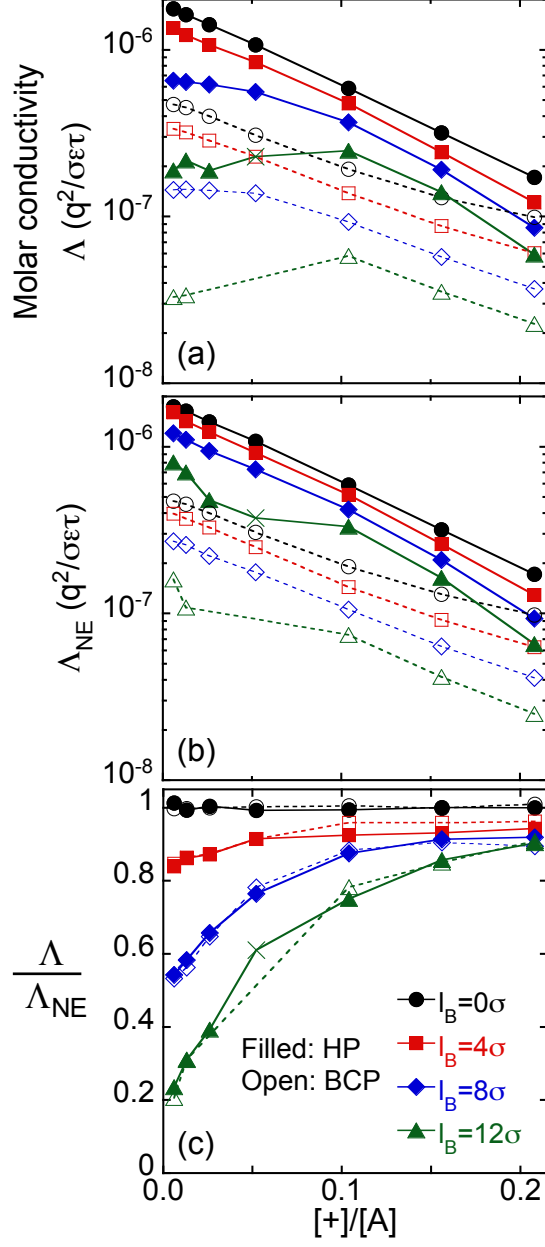 Molar conductivity
Λ (q²/σετ)
10⁻⁶
10⁻⁷
10⁻⁸
(a)
Λ_NE (q²/σετ)
10⁻⁶
10⁻⁷
10⁻⁸
(b)
Λ
Λ_NE
1
0.8
0.6
0.4
0.2
0
Filled: HP
Open: BCP
l_B=0σ
l_B=4σ
l_B=8σ
l_B=12σ
(c)
0.0 0.1 0.2
[+]/[A]